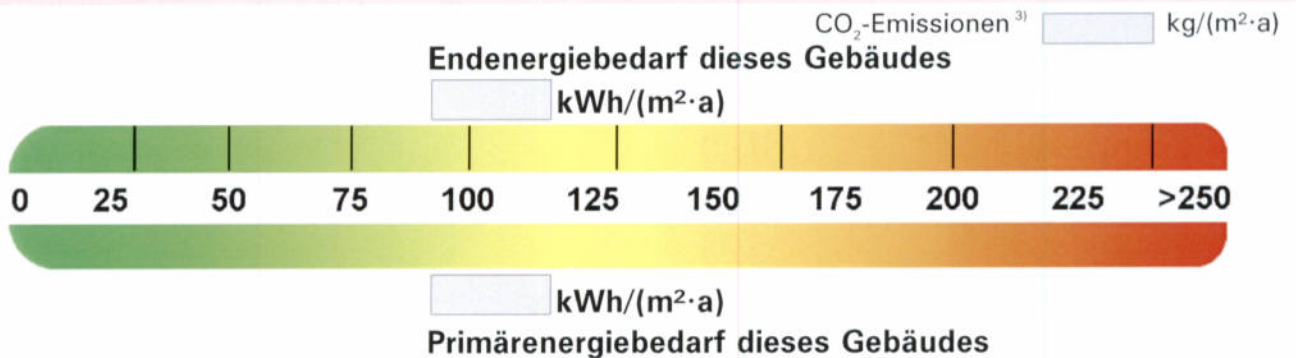 CO₂-Emissionen ³⁾ kg/(m²·a)
Endenergiebedarf dieses Gebäudes
kWh/(m²·a)
0 25 50 75 100 125 150 175 200 225 >250
kWh/(m²·a)
Primärenergiebedarf dieses Gebäudes